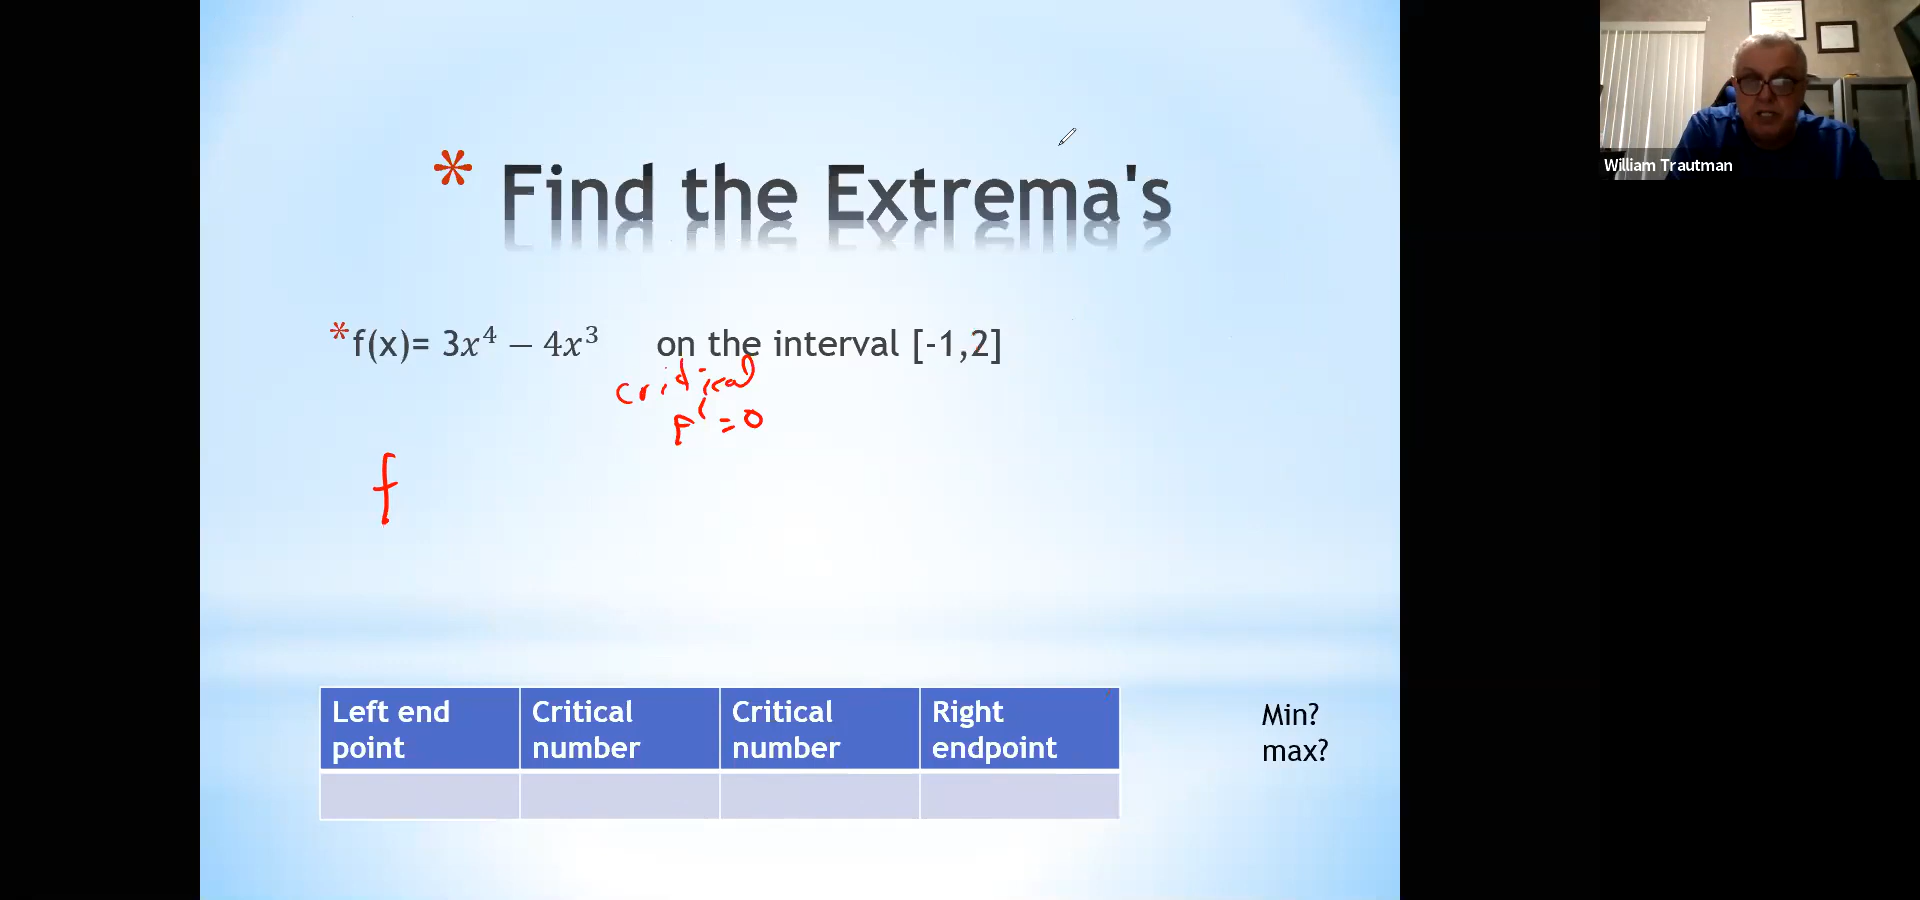 * Find the Extrema's
*f(x)= 3x⁴ − 4x³ on the interval [-1,2]
critical
F' = 0
f
Left end point
Critical number
Critical number
Right endpoint
Min?
max?
William Trautman